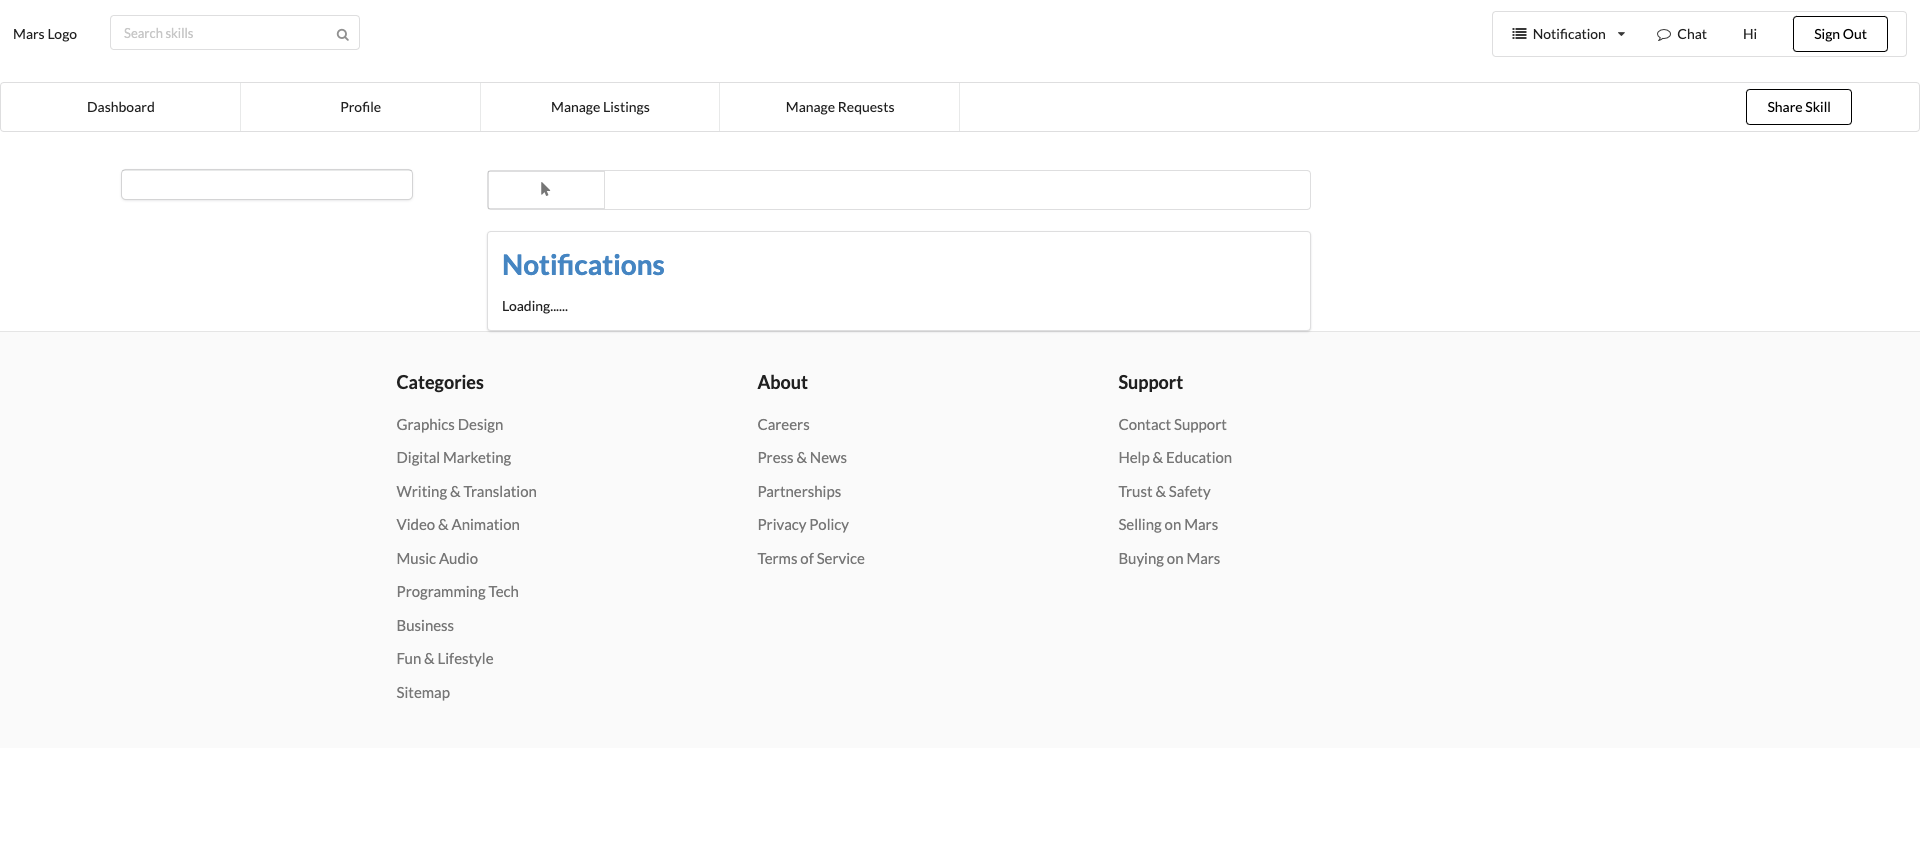 Mars Logo
Search skills
Notification
Chat
Hi
Sign Out
Dashboard
Profile
Manage Listings
Manage Requests
Share Skill
Notifications
Loading......
Categories
Graphics Design
Digital Marketing
Writing & Translation
Video & Animation
Music Audio
Programming Tech
Business
Fun & Lifestyle
Sitemap
About
Careers
Press & News
Partnerships
Privacy Policy
Terms of Service
Support
Contact Support
Help & Education
Trust & Safety
Selling on Mars
Buying on Mars